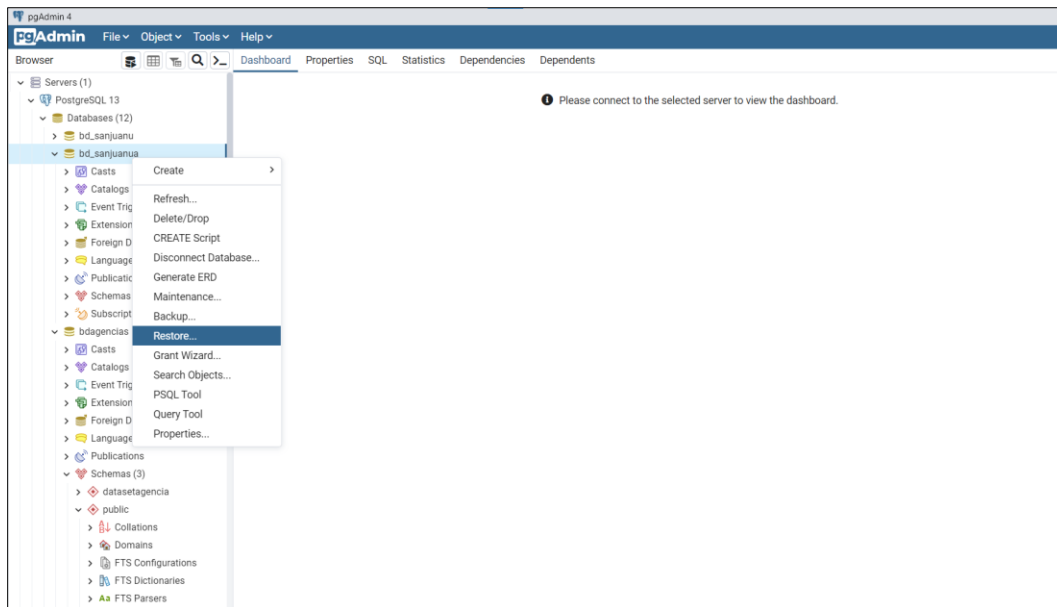 pgAdmin 4
pgAdmin File Object Tools Help
Browser Dashboard Properties SQL Statistics Dependencies Dependents
Servers (1)
Please connect to the selected server to view the dashboard.
PostgreSQL 13
Databases (12)
bd_sanjuanu
bd_sanjuanua
Casts
Catalogs
Event Trig
Extension
Foreign D
Language
Publicatic
Schemas
Subscript
bdagencias
Casts
Catalogs
Event Trig
Extension
Foreign D
Language
Publications
Schemas (3)
datasetagencia
public
Collations
Domains
FTS Configurations
FTS Dictionaries
Aa FTS Parsers
Create
Refresh...
Delete/Drop
CREATE Script
Disconnect Database...
Generate ERD
Maintenance...
Backup...
Restore...
Grant Wizard...
Search Objects...
PSQL Tool
Query Tool
Properties...